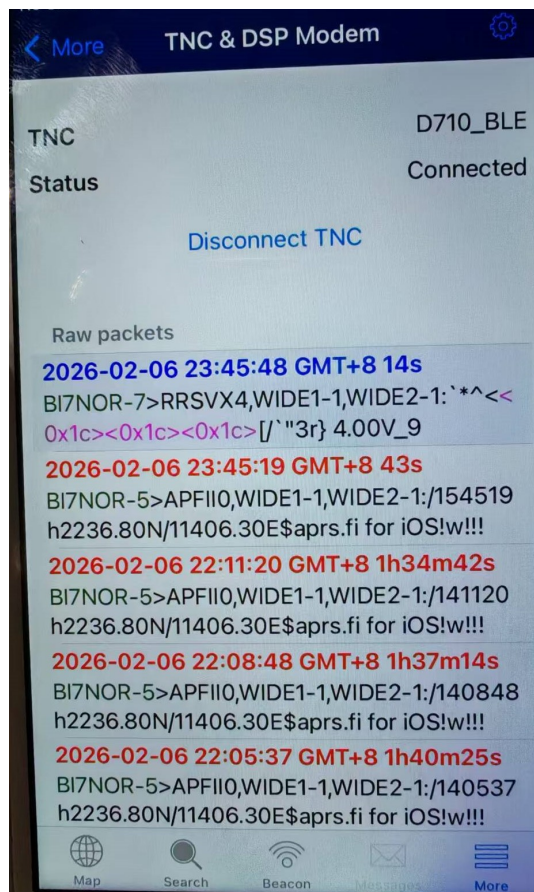 More
TNC & DSP Modem
TNC
D710_BLE
Status
Connected
Disconnect TNC
Raw packets
2026-02-06 23:45:48 GMT+8 14s
BI7NOR-7>RRSVX4,WIDE1-1,WIDE2-1:`*^<<
0x1c><0x1c><0x1c>[/`"3r} 4.00V_9
2026-02-06 23:45:19 GMT+8 43s
BI7NOR-5>APFII0,WIDE1-1,WIDE2-1:/154519
h2236.80N/11406.30E$aprs.fi for iOS!w!!!
2026-02-06 22:11:20 GMT+8 1h34m42s
BI7NOR-5>APFII0,WIDE1-1,WIDE2-1:/141120
h2236.80N/11406.30E$aprs.fi for iOS!w!!!
2026-02-06 22:08:48 GMT+8 1h37m14s
BI7NOR-5>APFII0,WIDE1-1,WIDE2-1:/140848
h2236.80N/11406.30E$aprs.fi for iOS!w!!!
2026-02-06 22:05:37 GMT+8 1h40m25s
BI7NOR-5>APFII0,WIDE1-1,WIDE2-1:/140537
h2236.80N/11406.30E$aprs.fi for iOS!w!!!
Map
Search
Beacon
Messages
More